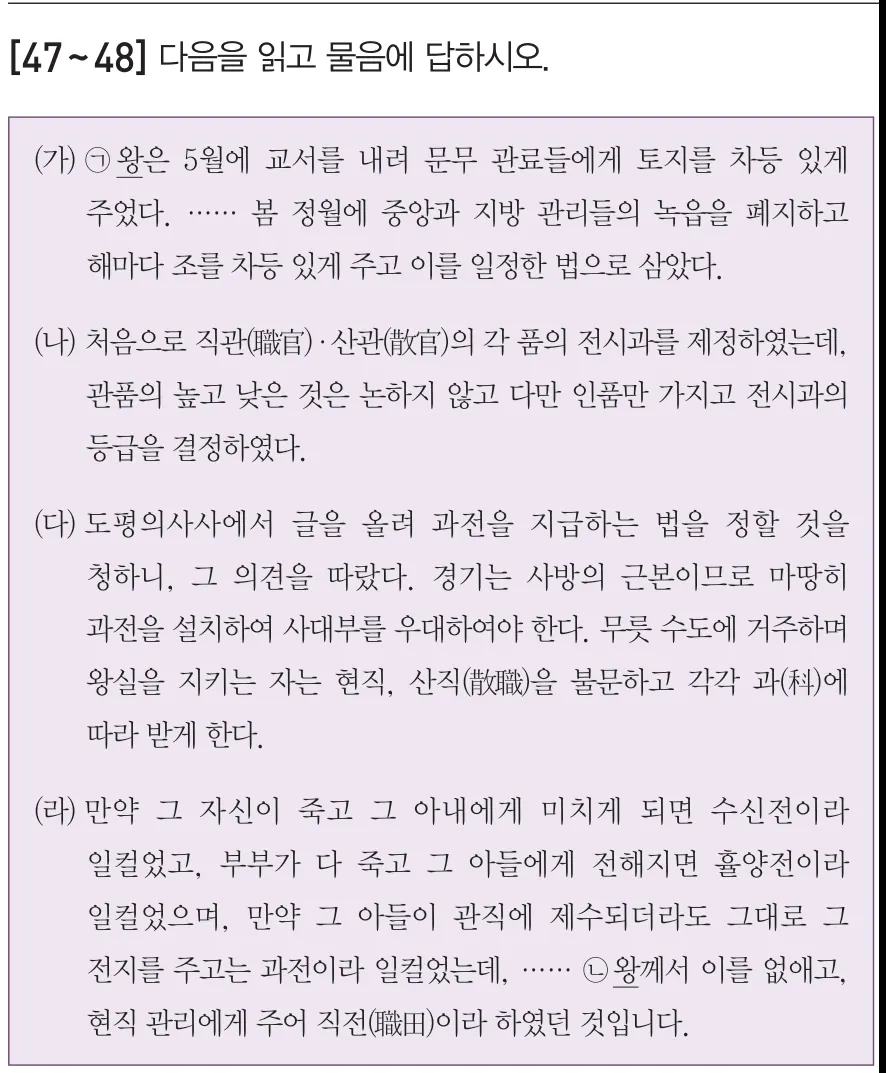 [47~48] 다음을 읽고 물음에 답하시오.
(가) ㉠왕은 5월에 교서를 내려 문무 관료들에게 토지를 차등 있게
주었다. …… 봄 정월에 중앙과 지방 관리들의 녹읍을 폐지하고
해마다 조를 차등 있게 주고 이를 일정한 법으로 삼았다.
(나) 처음으로 직관(職官)·산관(散官)의 각 품의 전시과를 제정하였는데,
관품의 높고 낮은 것은 논하지 않고 다만 인품만 가지고 전시과의
등급을 결정하였다.
(다) 도평의사사에서 글을 올려 과전을 지급하는 법을 정할 것을
청하니, 그 의견을 따랐다. 경기는 사방의 근본이므로 마땅히
과전을 설치하여 사대부를 우대하여야 한다. 무릇 수도에 거주하며
왕실을 지키는 자는 현직, 산직(散職)을 불문하고 각각 과(科)에
따라 받게 한다.
(라) 만약 그 자신이 죽고 그 아내에게 미치게 되면 수신전이라
일컬었고, 부부가 다 죽고 그 아들에게 전해지면 휼양전이라
일컬었으며, 만약 그 아들이 관직에 제수되더라도 그대로 그
전지를 주고는 과전이라 일컬었는데, …… ㉡왕께서 이를 없애고,
현직 관리에게 주어 직전(職田)이라 하였던 것입니다.